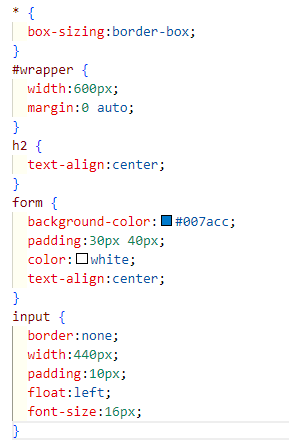 * {
box-sizing:border-box;
}
#wrapper {
width:600px;
margin:0 auto;
}
h2 {
text-align:center;
}
form {
background-color:#007acc;
padding:30px 40px;
color:white;
text-align:center;
}
input {
border:none;
width:440px;
padding:10px;
float:left;
font-size:16px;
}